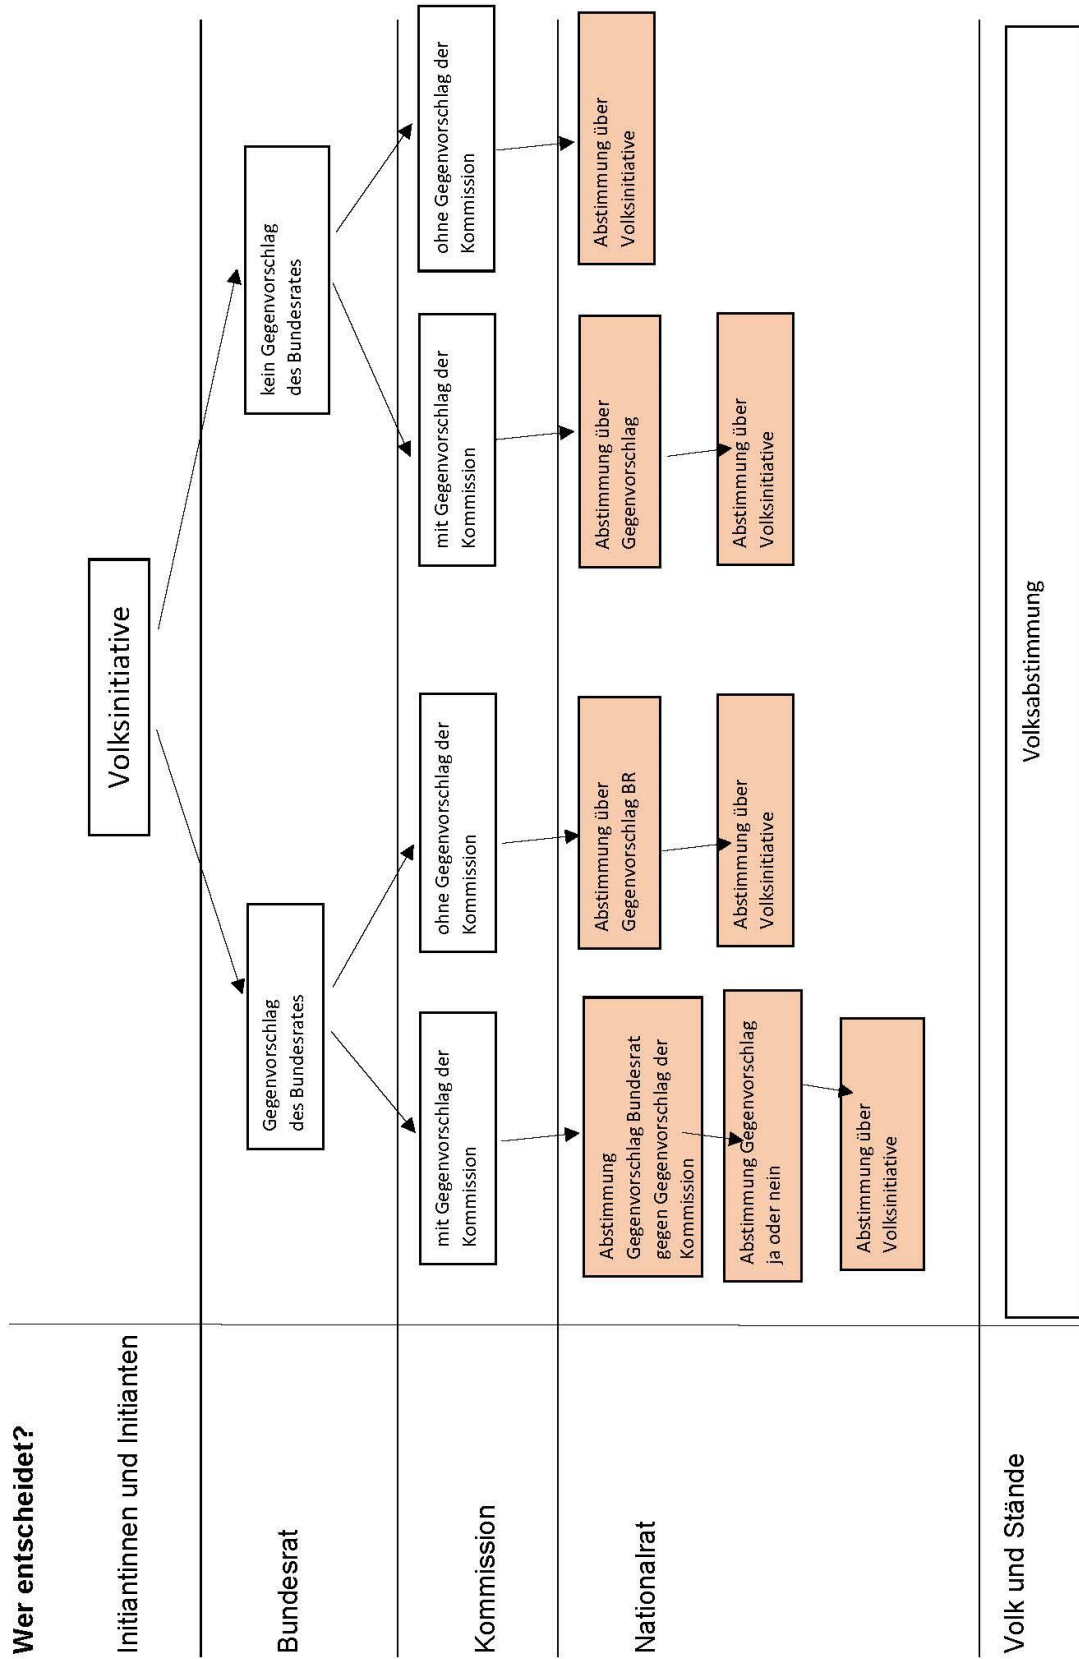 Wer entscheidet?
Initiantinnen und Initianten
Volksinitiative
Bundesrat
Gegenvorschlag
des Bundesrates
kein Gegenvorschlag
des Bundesrates
Kommission
mit Gegenvorschlag der
Kommission
ohne Gegenvorschlag der
Kommission
mit Gegenvorschlag der
Kommission
ohne Gegenvorschlag der
Kommission
Nationalrat
Abstimmung
Gegenvorschlag Bundesrat
gegen Gegenvorschlag der
Kommission
Abstimmung Gegenvorschlag
ja oder nein
Abstimmung über
Volksinitiative
Abstimmung über
Gegenvorschlag BR
Abstimmung über
Volksinitiative
Abstimmung über
Gegenvorschlag
Abstimmung über
Volksinitiative
Abstimmung über
Volksinitiative
Volk und Stände
Volksabstimmung